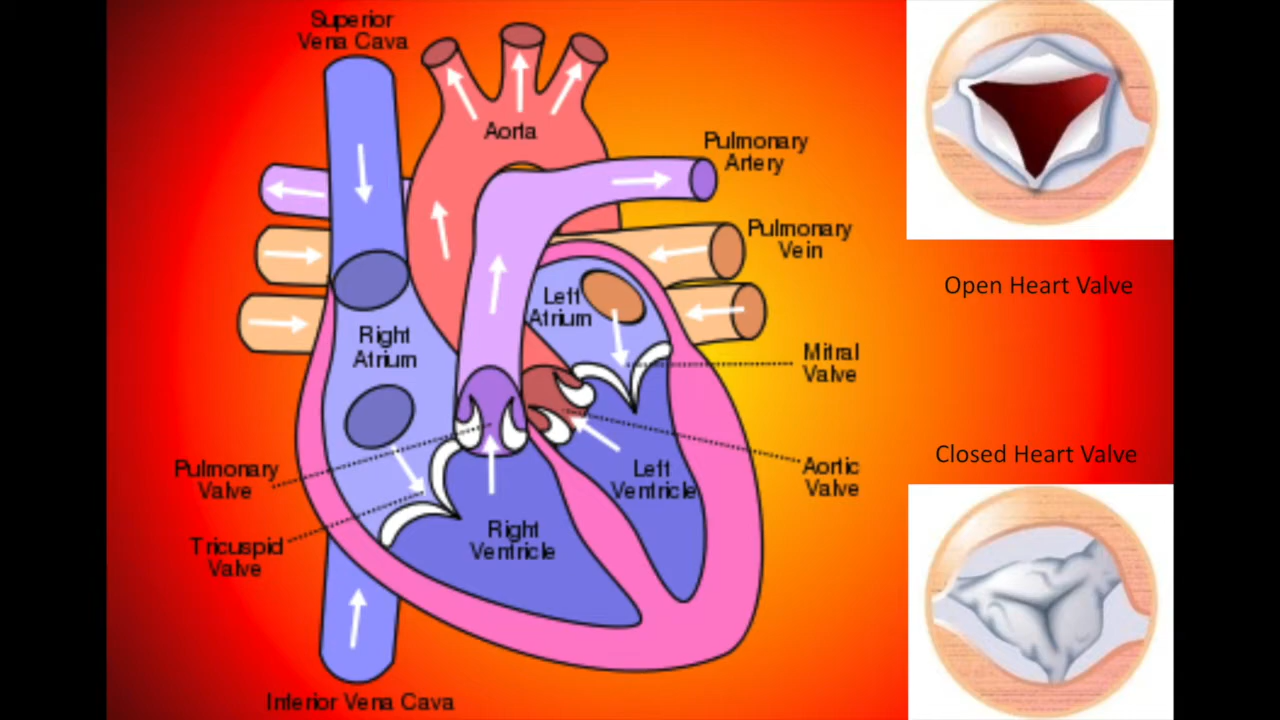 Superior
Vena Cava
Aorta
Pulmonary
Artery
Pulmonary
Vein
Left
Atrium
Right
Atrium
Mitral
Valve
Pulmonary
Valve
Aortic
Valve
Left
Ventricle
Right
Ventricle
Tricuspid
Valve
Inferior Vena Cava
Open Heart Valve
Closed Heart Valve